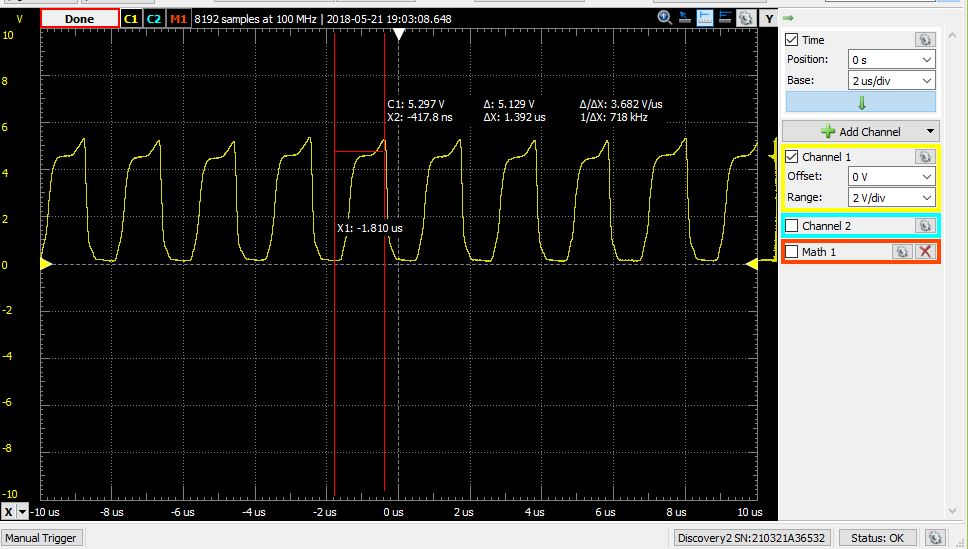 V Done C1 C2 M1 8192 samples at 100 MHz | 2018-05-21 19:03:08.648 Y
10
8
6
4
2
0
-2
-4
-6
-8
-10
C1: 5.297 V Δ: 5.129 V Δ/ΔX: 3.682 V/us
X2: -417.8 ns ΔX: 1.392 us 1/ΔX: 718 kHz
X1: -1.810 us
X -10 us -8 us -6 us -4 us -2 us 0 us 2 us 4 us 6 us 8 us 10 us
Time
Position: 0 s
Base: 2 us/div
Add Channel
Channel 1
Offset: 0 V
Range: 2 V/div
Channel 2
Math 1
Manual Trigger Discovery2 SN:210321A36532 Status: OK